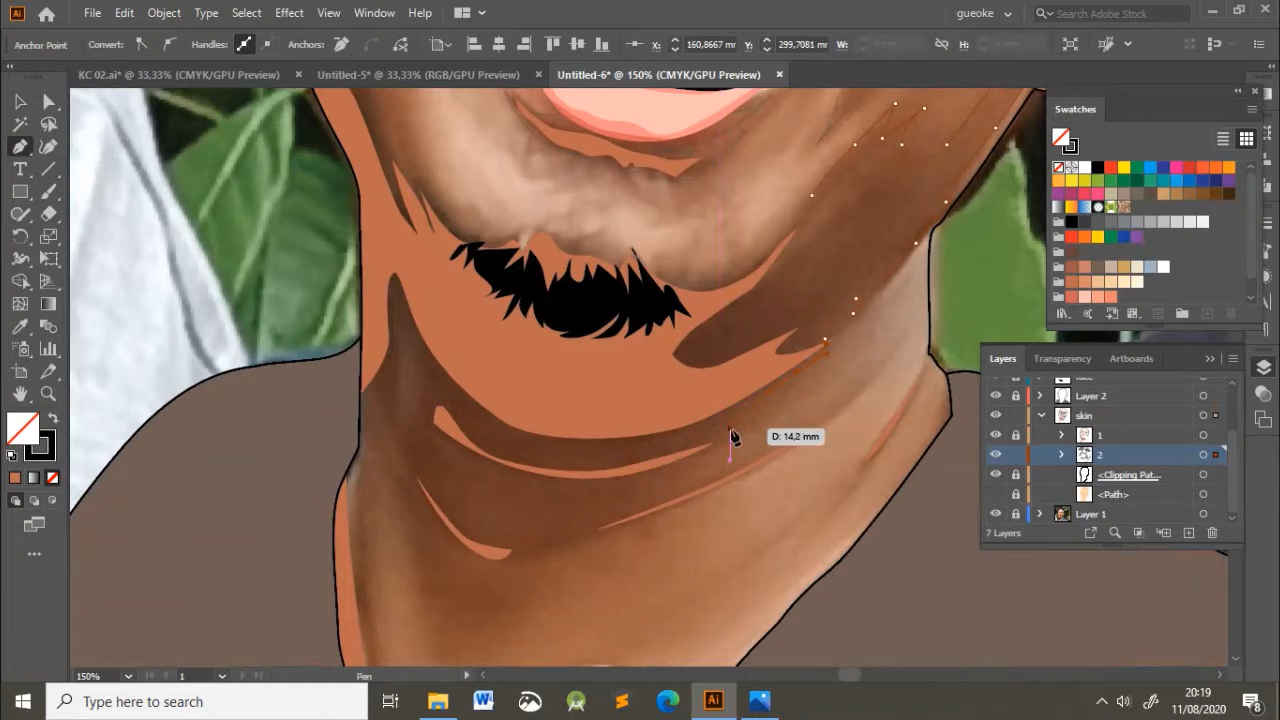 Ai
File Edit Object Type Select Effect View Window Help
gueoke
Search Adobe Stock
Anchor Point
Convert:
Handles:
Anchors:
X:
160,8667 mr
Y:
299,7081 mr
W:
H:
KC 02.ai* @ 33,33% (CMYK/GPU Preview)
Untitled-5* @ 33,33% (RGB/GPU Preview)
Untitled-6* @ 150% (CMYK/GPU Preview)
Swatches
D: 14,2 mm
Layers
Transparency
Artboards
Layer 2
skin
1
2
<Clipping Pat...
<Path>
Layer 1
7 Layers
150%
1
Pen
Type here to search
Ai
20:19
11/08/2020
8